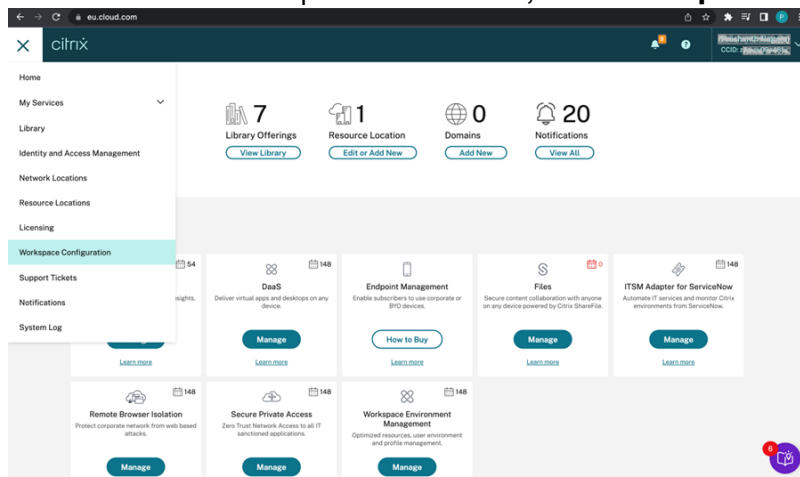 eu.cloud.com
P
citrix
9
?
CCID:
Home
My Services
Library
Identity and Access Management
Network Locations
Resource Locations
Licensing
Workspace Configuration
Support Tickets
Notifications
System Log
7
Library Offerings
View Library
1
Resource Location
Edit or Add New
0
Domains
Add New
20
Notifications
View All
54
sights.
Learn more
148
DaaS
Deliver virtual apps and desktops on any
device.
Manage
Learn more
Endpoint Management
Enable subscribers to use corporate or
BYO devices.
How to Buy
Learn more
0
Files
Secure content collaboration with anyone
on any device powered by Citrix ShareFile.
Manage
Learn more
148
ITSM Adapter for ServiceNow
Automate IT services and monitor Citrix
environments from ServiceNow.
Manage
Learn more
148
Remote Browser Isolation
Protect corporate network from web based
attacks.
Manage
148
Secure Private Access
Zero Trust Network Access to all IT
sanctioned applications.
Manage
148
Workspace Environment
Management
Optimized resources, user environment
and profile management.
Manage
6